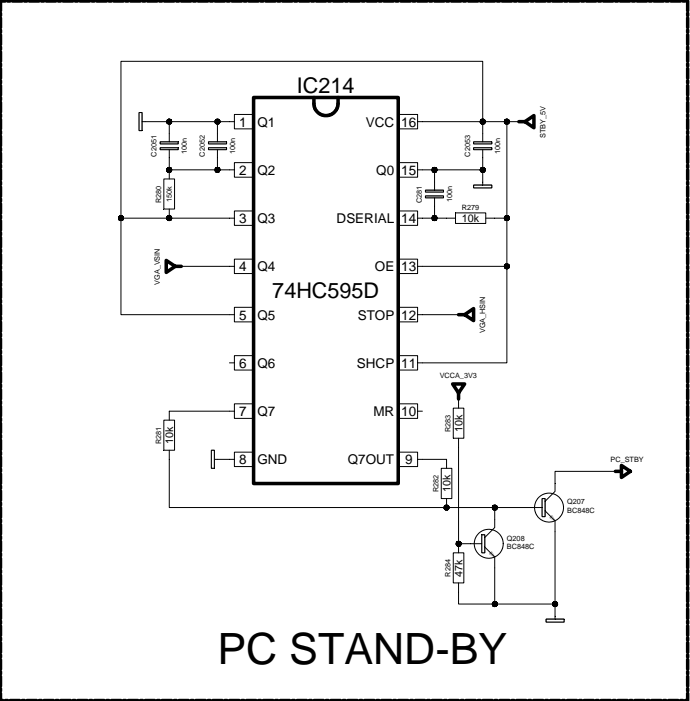 IC214
1 Q1 VCC 16
C2051 100n
C2052 100n
C2053 100n
STBY_5V
2 Q2 Q0 15
R280 150k
C281 100n
R279 10k
3 Q3 DSERIAL 14
4 Q4 OE 13
VGA_VSIN
74HC595D
5 Q5 STOP 12
VGA_HSIN
6 Q6 SHCP 11
VCCA_3V3
7 Q7 MR 10
R281 10k
R283 10k
8 GND Q7OUT 9
PC_STBY
R282 10k
Q207
BC848C
Q208
BC848C
R284 47k
PC STAND-BY